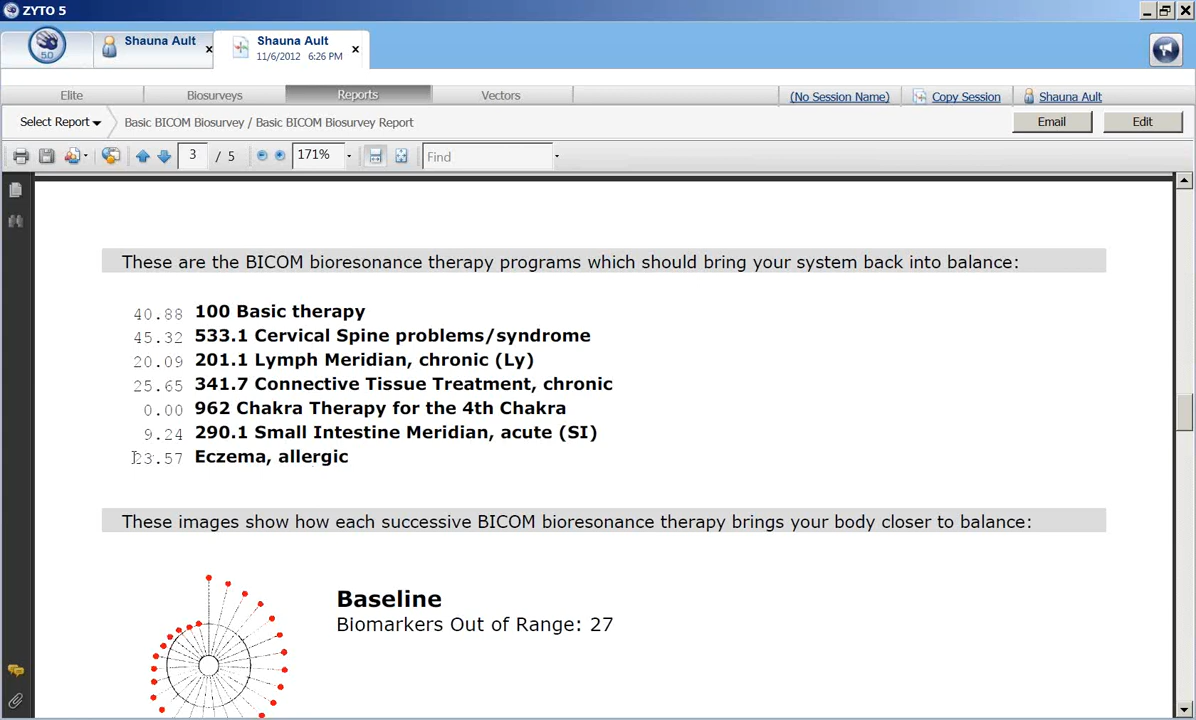 ZYTO 5
5.0
Shauna Ault x
Shauna Ault x
11/6/2012 6:26 PM
Elite Biosurveys Reports Vectors (No Session Name) Copy Session Shauna Ault
Select Report Basic BICOM Biosurvey / Basic BICOM Biosurvey Report Email Edit
3 / 5 171% Find
These are the BICOM bioresonance therapy programs which should bring your system back into balance:
40.88 100 Basic therapy
45.32 533.1 Cervical Spine problems/syndrome
20.09 201.1 Lymph Meridian, chronic (Ly)
25.65 341.7 Connective Tissue Treatment, chronic
0.00 962 Chakra Therapy for the 4th Chakra
9.24 290.1 Small Intestine Meridian, acute (SI)
23.57 Eczema, allergic
These images show how each successive BICOM bioresonance therapy brings your body closer to balance:
Baseline
Biomarkers Out of Range: 27